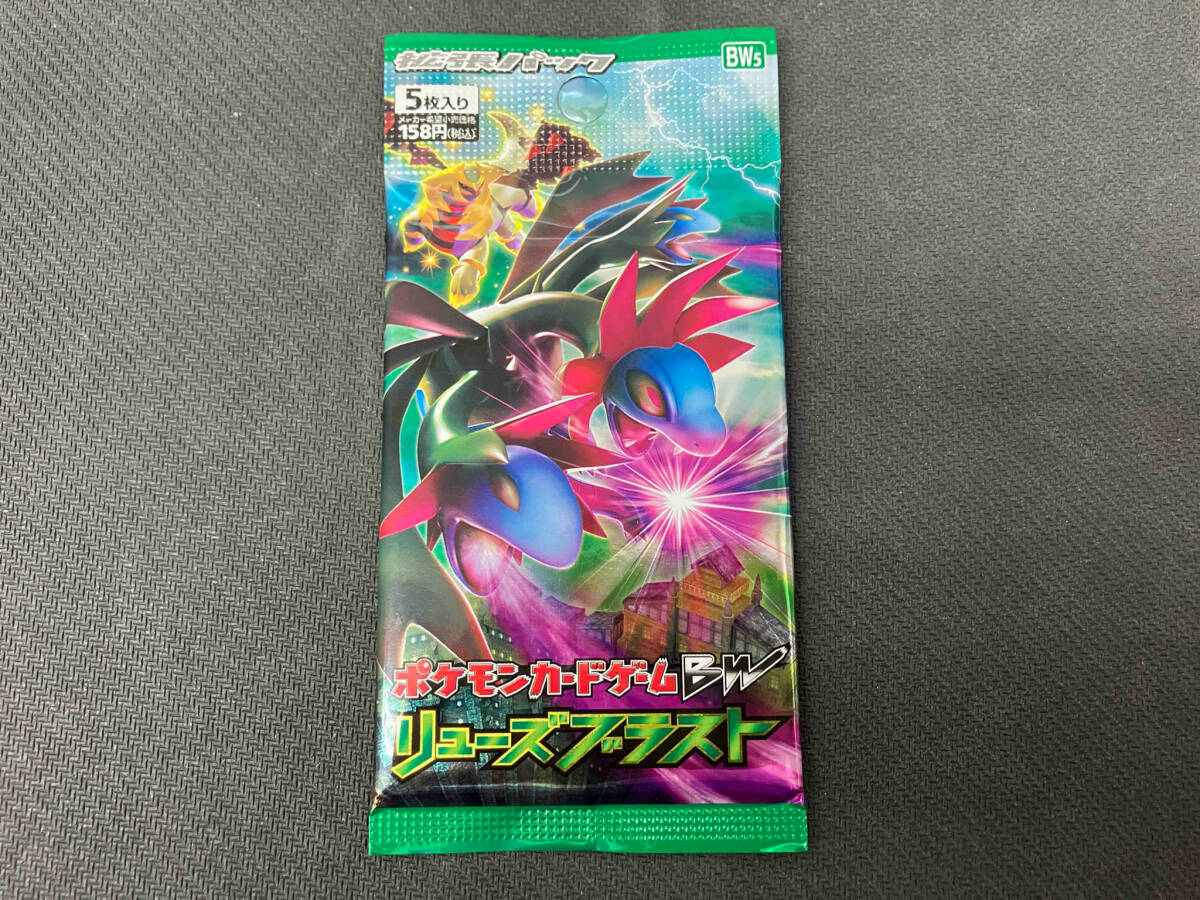 拡張パック
BW5
5枚入り
メーカー希望小売価格
158円(税込)
ポケモンカードゲームBW
リューズブラスト